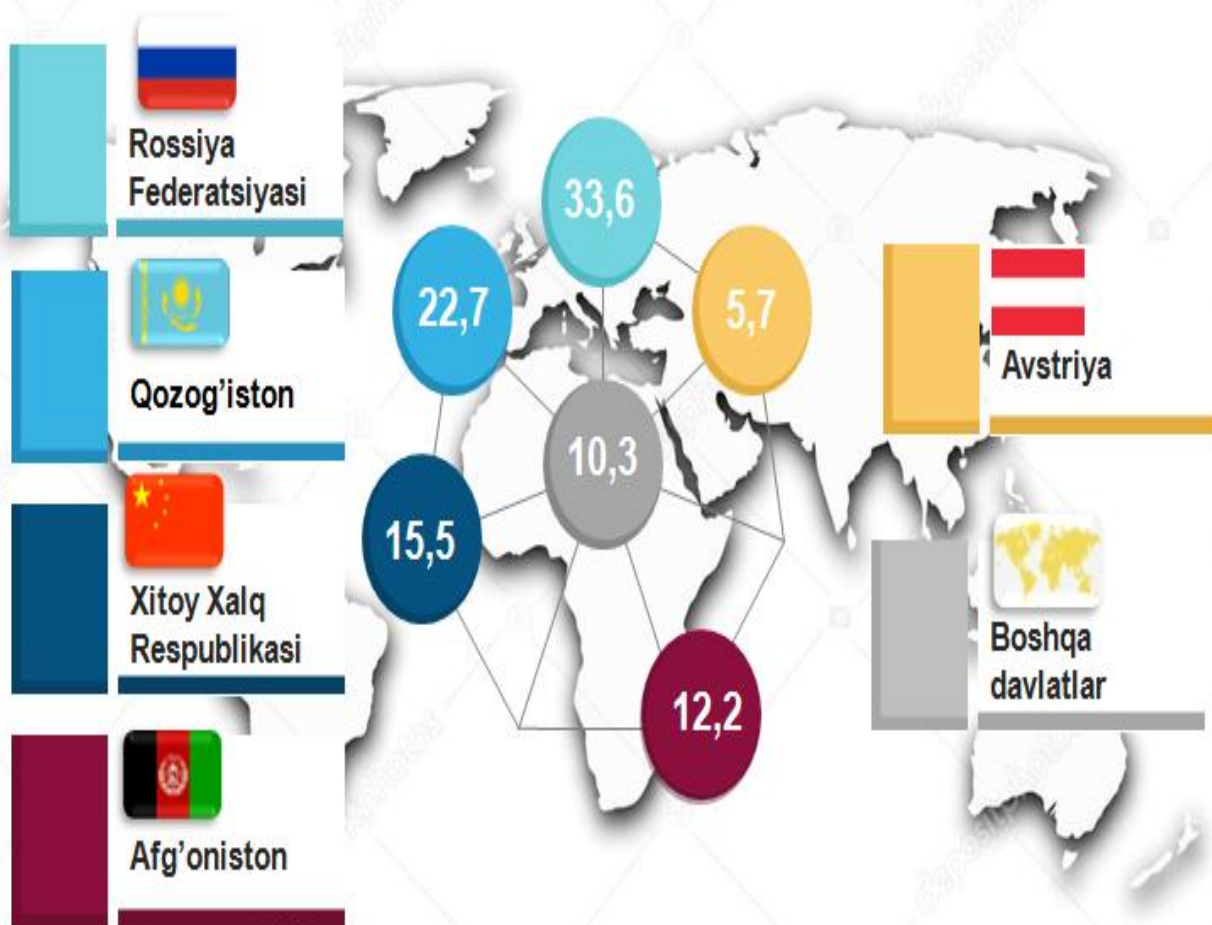 Rossiya
Federatsiyasi
Qozog'iston
Xitoy Xalq
Respublikasi
Afg'oniston
33,6
22,7
5,7
10,3
15,5
12,2
Avstriya
Boshqa
davlatlar
depositphotos